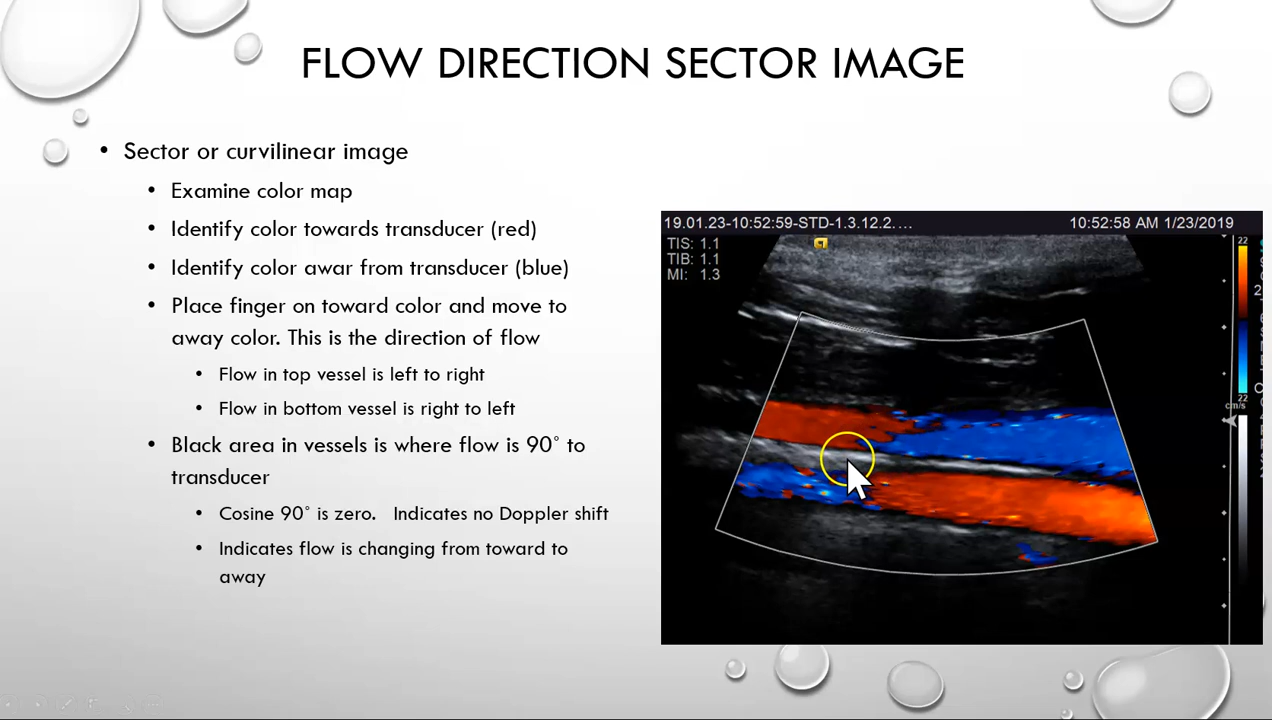 FLOW DIRECTION SECTOR IMAGE
• Sector or curvilinear image
• Examine color map
• Identify color towards transducer (red)
• Identify color awar from transducer (blue)
• Place finger on toward color and move to
away color. This is the direction of flow
• Flow in top vessel is left to right
• Flow in bottom vessel is right to left
• Black area in vessels is where flow is 90° to
transducer
• Cosine 90° is zero. Indicates no Doppler shift
• Indicates flow is changing from toward to
away
19.01.23-10:52:59-STD-1.3.12.2.... 10:52:58 AM 1/23/2019
TIS: 1.1
TIB: 1.1
MI: 1.3
22
22
cm/s